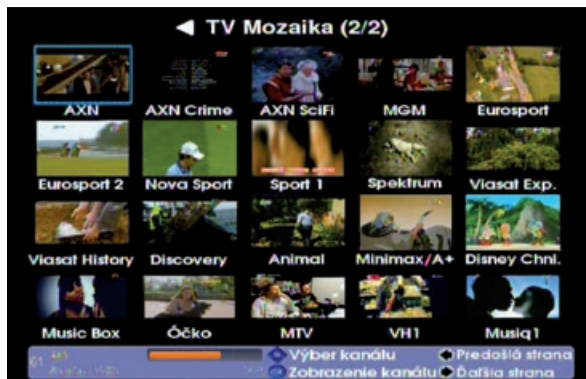 TV Mozaika (2/2)
AXN AXN Crime AXN SciFi MGM Eurosport
Eurosport 2 Nova Sport Sport 1 Spektrum Viasat Exp.
Viasat History Discovery Animal Minimax/A+ Disney Chnl.
Music Box Óčko MTV VH1 Musiq1
61 Výber kanálu Predošlá strana
Zobrazenie kanálu Ďaľšia strana